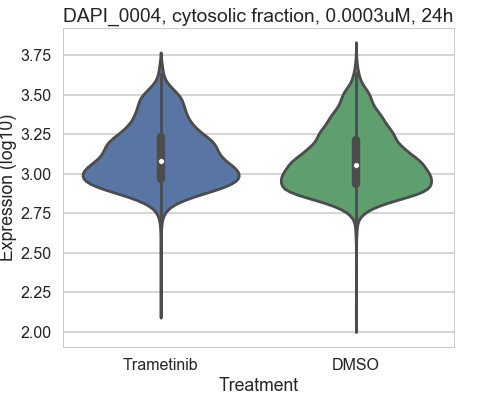 DAPI_0004, cytosolic fraction, 0.0003uM, 24h
3.75
3.50
3.25
3.00
2.75
2.50
2.25
2.00
Expression (log10)
Trametinib
DMSO
Treatment